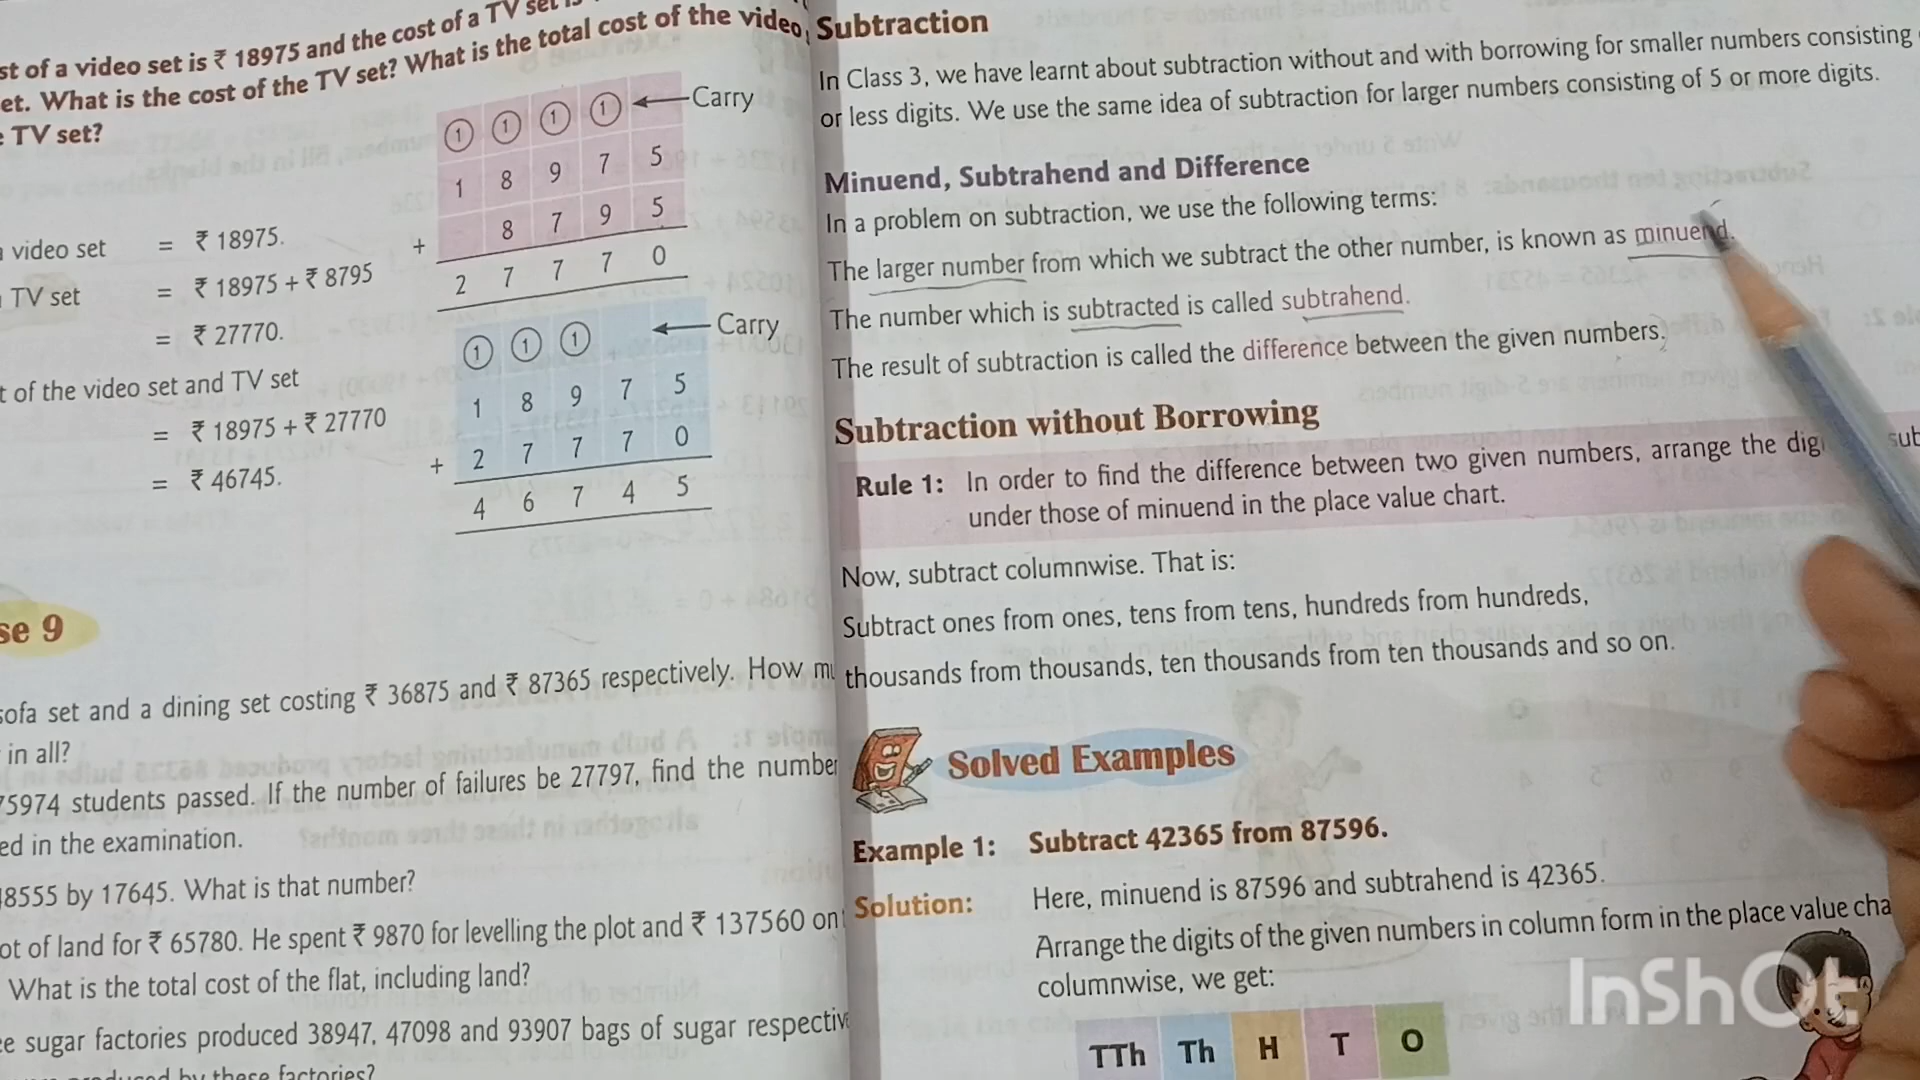 st of a video set is ₹ 18975 and the cost of a TV set
et. What is the cost of the TV set? What is the total cost of the video
TV set?
Carry
1 1 1 1
1 8 9 7 5
+ 8 7 9 5
2 7 7 7 0
video set = ₹ 18975.
TV set = ₹ 18975 + ₹ 8795
= ₹ 27770.
t of the video set and TV set
= ₹ 18975 + ₹ 27770
= ₹ 46745.
Carry
1 1 1
1 8 9 7 5
+ 2 7 7 7 0
4 6 7 4 5
se 9
sofa set and a dining set costing ₹ 36875 and ₹ 87365 respectively. How
in all?
75974 students passed. If the number of failures be 27797, find the number
ed in the examination.
8555 by 17645. What is that number?
ot of land for ₹ 65780. He spent ₹ 9870 for levelling the plot and ₹ 137560 on
What is the total cost of the flat, including land?
ee sugar factories produced 38947, 47098 and 93907 bags of sugar
by these factories?
Subtraction
In Class 3, we have learnt about subtraction without and with borrowing for smaller numbers consisting
or less digits. We use the same idea of subtraction for larger numbers consisting of 5 or more digits.
Minuend, Subtrahend and Difference
In a problem on subtraction, we use the following terms:
The larger number from which we subtract the other number, is known as minuend.
The number which is subtracted is called subtrahend.
The result of subtraction is called the difference between the given numbers.
Subtraction without Borrowing
Rule 1: In order to find the difference between two given numbers, arrange the digi sub
under those of minuend in the place value chart.
Now, subtract columnwise. That is:
Subtract ones from ones, tens from tens, hundreds from hundreds,
thousands from thousands, ten thousands from ten thousands and so on.
Solved Examples
Example 1: Subtract 42365 from 87596.
Solution: Here, minuend is 87596 and subtrahend is 42365.
Arrange the digits of the given numbers in column form in the place value cha
columnwise, we get:
TTh Th H T O
InShOt